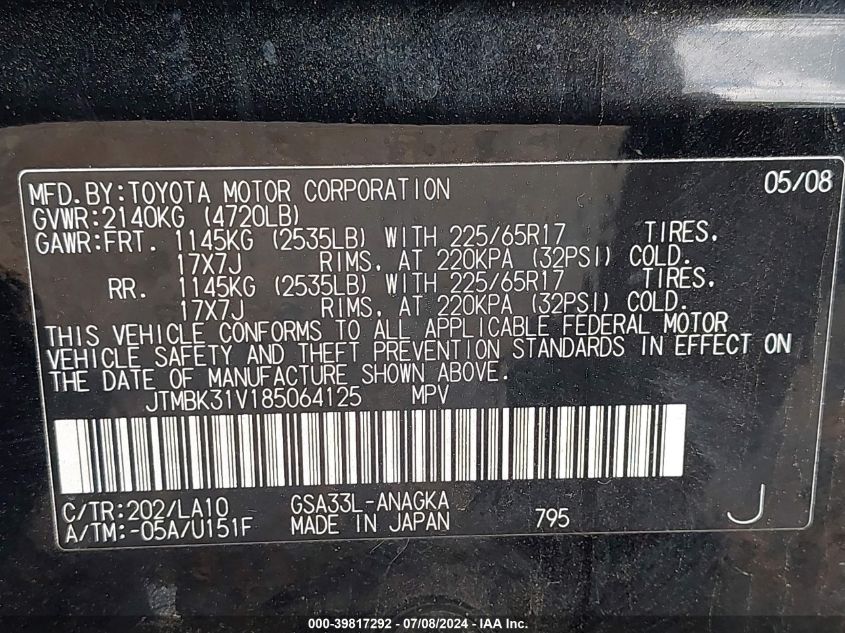 MFD.BY:TOYOTA MOTOR CORPORATION 05/08
GVWR:2140KG (4720LB)
GAWR:FRT. 1145KG (2535LB) WITH 225/65R17 TIRES,
17X7J RIMS, AT 220KPA (32PSI) COLD.
RR. 1145KG (2535LB) WITH 225/65R17 TIRES,
17X7J RIMS, AT 220KPA (32PSI) COLD.
THIS VEHICLE CONFORMS TO ALL APPLICABLE FEDERAL MOTOR
VEHICLE SAFETY AND THEFT PREVENTION STANDARDS IN EFFECT ON
THE DATE OF MANUFACTURE SHOWN ABOVE.
JTMBK31V185064125 MPV
C/TR:202/LA10 GSA33L-ANAGKA
A/TM:-05A/U151F MADE IN JAPAN 795 J
000-39817292 - 07/08/2024 - IAA Inc.